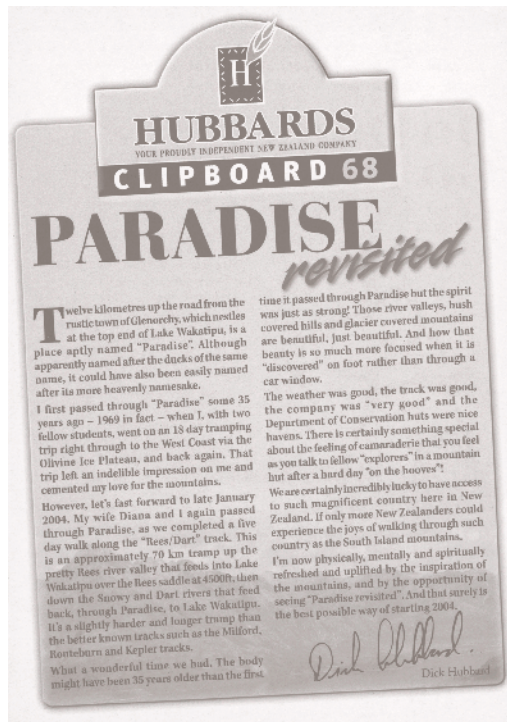 H
HUBBARDS
YOUR PROUDLY INDEPENDENT NEW ZEALAND COMPANY
CLIPBOARD 68
PARADISE
revisited
Twelve kilometres up the road from the
rustic town of Glenorchy, which nestles
at the top end of Lake Wakatipu, is a
place aptly named "Paradise". Although
apparently named after the ducks of the same
name, it could have also been easily named
after its more heavenly namesake.
I first passed through "Paradise" some 35
years ago – 1969 in fact – when I, with two
fellow students, went on an 18 day tramping
trip right through to the West Coast via the
Olivine Ice Plateau, and back again. That
trip left an indelible impression on me and
cemented my love for the mountains.
However, let's fast forward to late January
2004. My wife Diana and I again passed
through Paradise, as we completed a five
day walk along the "Rees/Dart" track. This
is an approximately 70 km tramp up the
pretty Rees river valley that feeds into Lake
Wakatipu over the Rees saddle at 4500ft, then
down the Snowy and Dart rivers that feed
back, through Paradise, to Lake Wakatipu.
It's a slightly harder and longer tramp than
the better known tracks such as the Milford,
Routeburn and Kepler tracks.
What a wonderful time we had. The body
might have been 35 years older than the first
time it passed through Paradise but the spirit
was just as strong! Those river valleys, bush
covered hills and glacier covered mountains
are beautiful, just beautiful. And how that
beauty is so much more focused when it is
"discovered" on foot rather than through a
car window.
The weather was good, the track was good,
the company was "very good" and the
Department of Conservation huts were nice
havens. There is certainly something special
about the feeling of camaraderie that you feel
as you talk to fellow "explorers" in a mountain
hut after a hard day "on the hooves"!
We are certainly incredibly lucky to have access
to such magnificent country here in New
Zealand. If only more New Zealanders could
experience the joys of walking through such
country as the South Island mountains.
I'm now physically, mentally and spiritually
refreshed and uplifted by the inspiration of
the mountains, and by the opportunity of
seeing "Paradise revisited". And that surely is
the best possible way of starting 2004.
Dick Hubbard.
Dick Hubbard